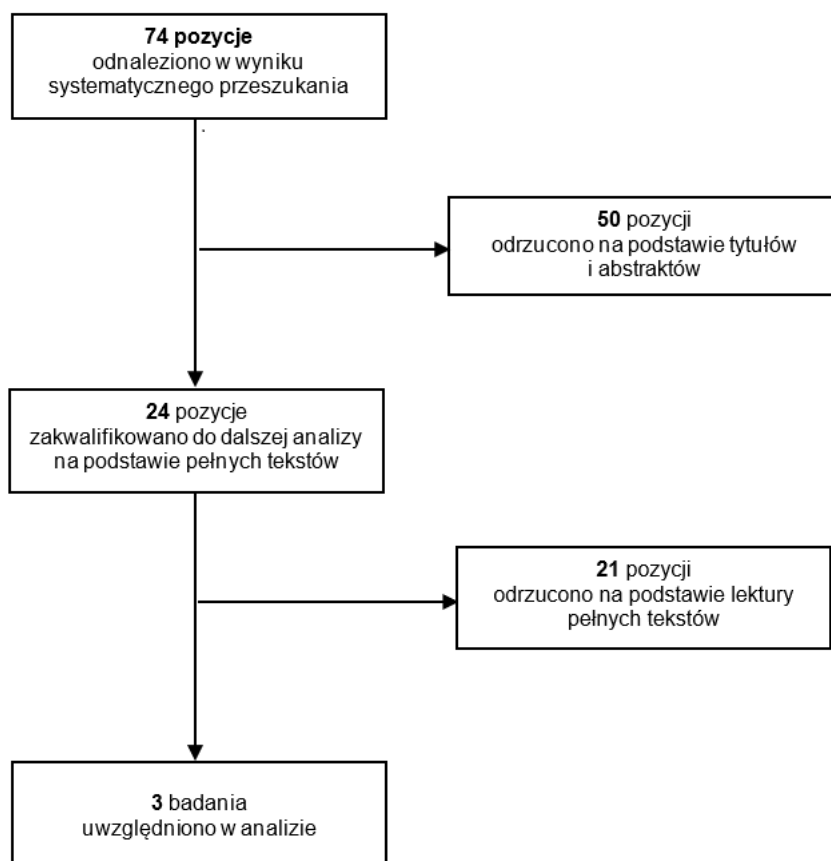 74 pozycje
odnaleziono w wyniku
systematycznego przeszukania
50 pozycji
odrzucono na podstawie tytułów
i abstraktów
24 pozycje
zakwalifikowano do dalszej analizy
na podstawie pełnych tekstów
21 pozycji
odrzucono na podstawie lektury
pełnych tekstów
3 badania
uwzględniono w analizie